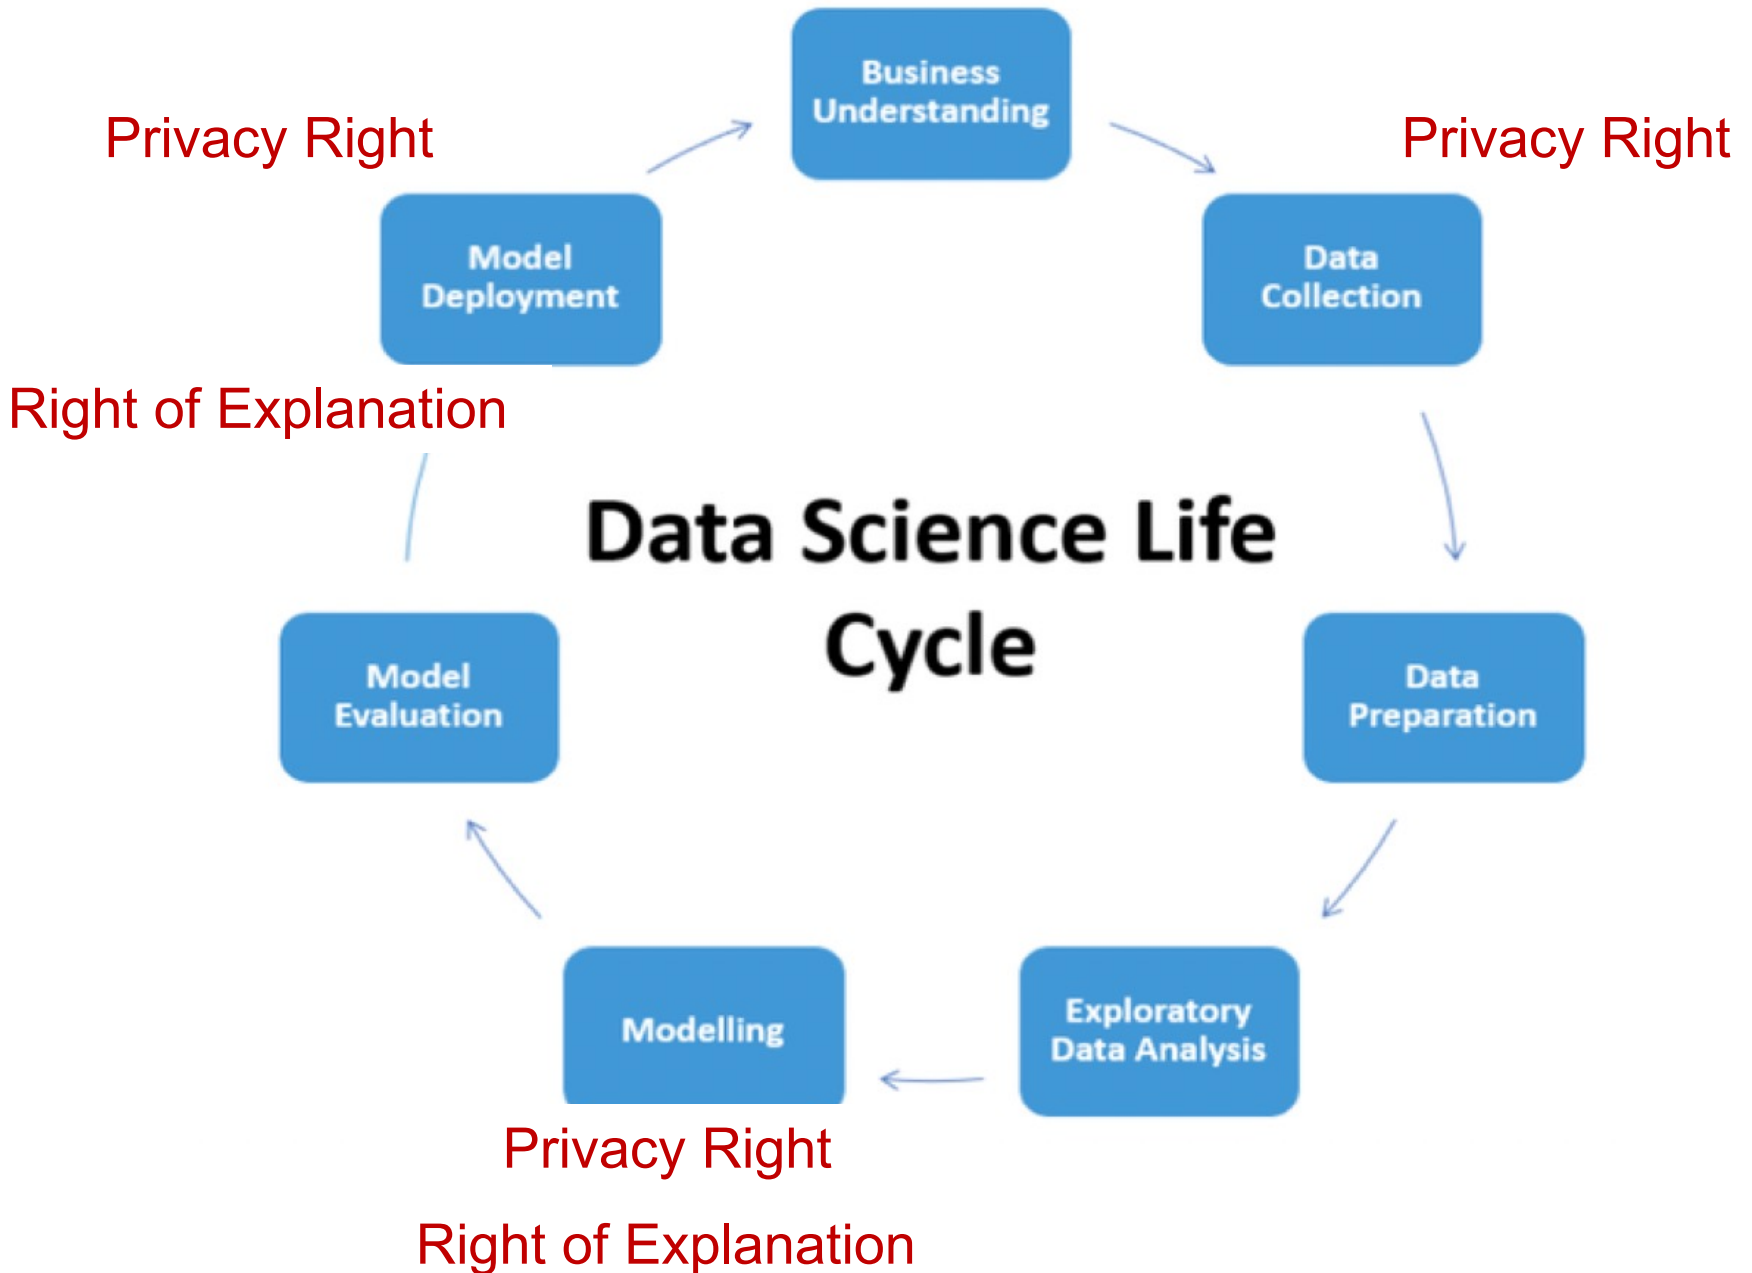 Business
Understanding
Privacy Right
Privacy Right
Model
Deployment
Data
Collection
Right of Explanation
Data Science Life
Cycle
Model
Evaluation
Data
Preparation
Modelling
Exploratory
Data Analysis
Privacy Right
Right of Explanation